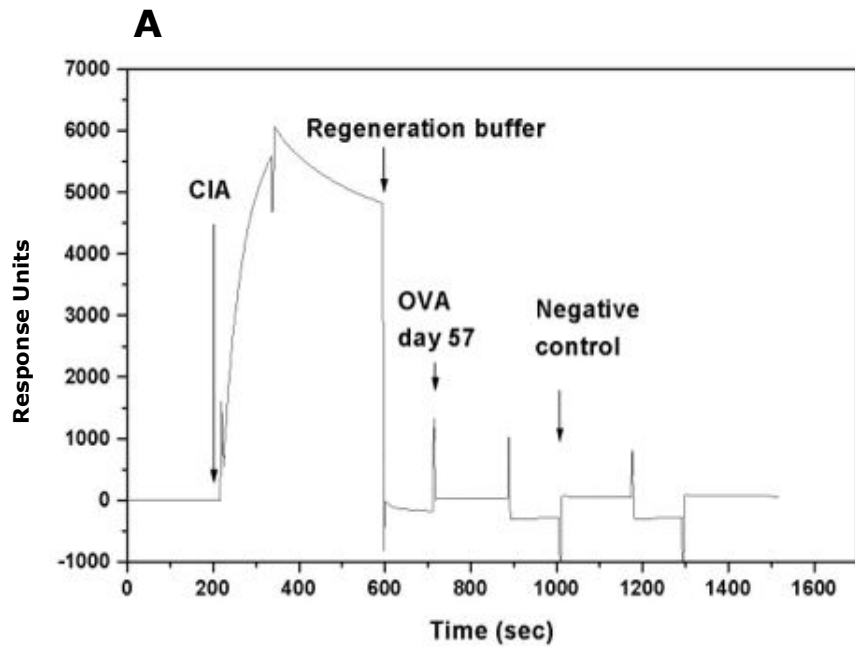 A
7000
6000
5000
4000
3000
2000
1000
0
-1000
Response Units
CIA
Regeneration buffer
OVA
day 57
Negative
control
0
200
400
600
800
1000
1200
1400
1600
Time (sec)